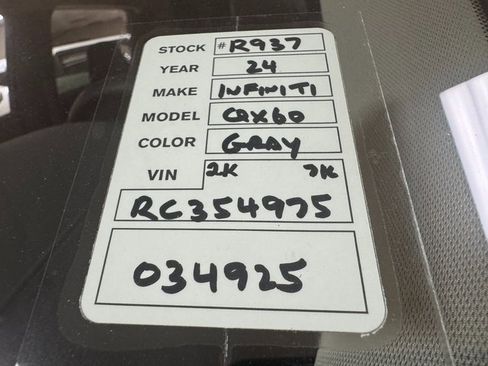 STOCK #R937
YEAR 24
MAKE INFINITI
MODEL QX60
COLOR GRAY
VIN 2K 7K
RC354975
034925